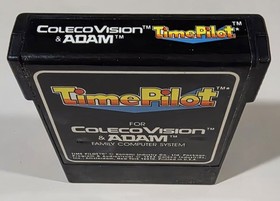 COLECOVISION™
& ADAM™
TimePilot™*
TimePilot™*
FOR
COLECOVISION™
& ADAM™
FAMILY COMPUTER SYSTEM